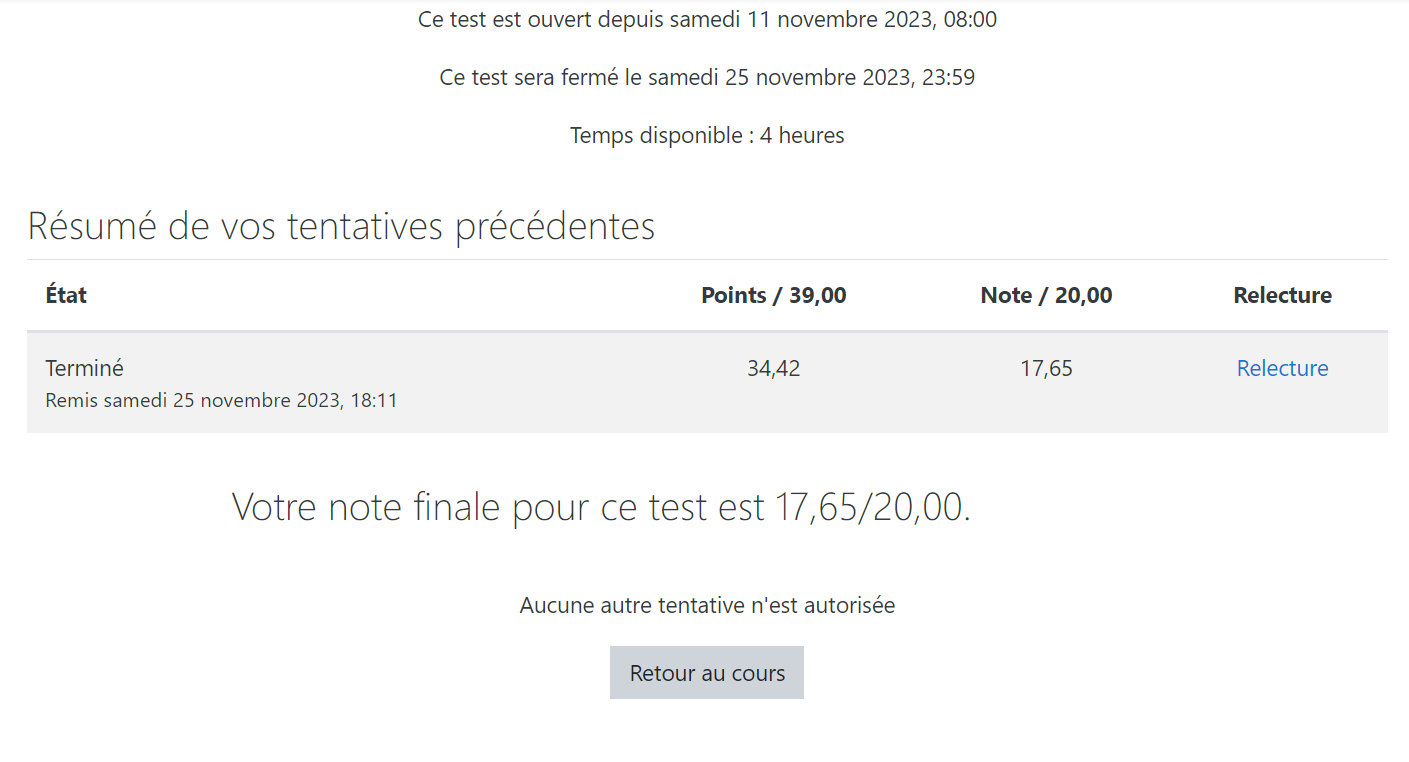 Ce test est ouvert depuis samedi 11 novembre 2023, 08:00
Ce test sera fermé le samedi 25 novembre 2023, 23:59
Temps disponible : 4 heures
Résumé de vos tentatives précédentes
État Points / 39,00 Note / 20,00 Relecture
Terminé 34,42 17,65 Relecture
Remis samedi 25 novembre 2023, 18:11
Votre note finale pour ce test est 17,65/20,00.
Aucune autre tentative n'est autorisée
Retour au cours